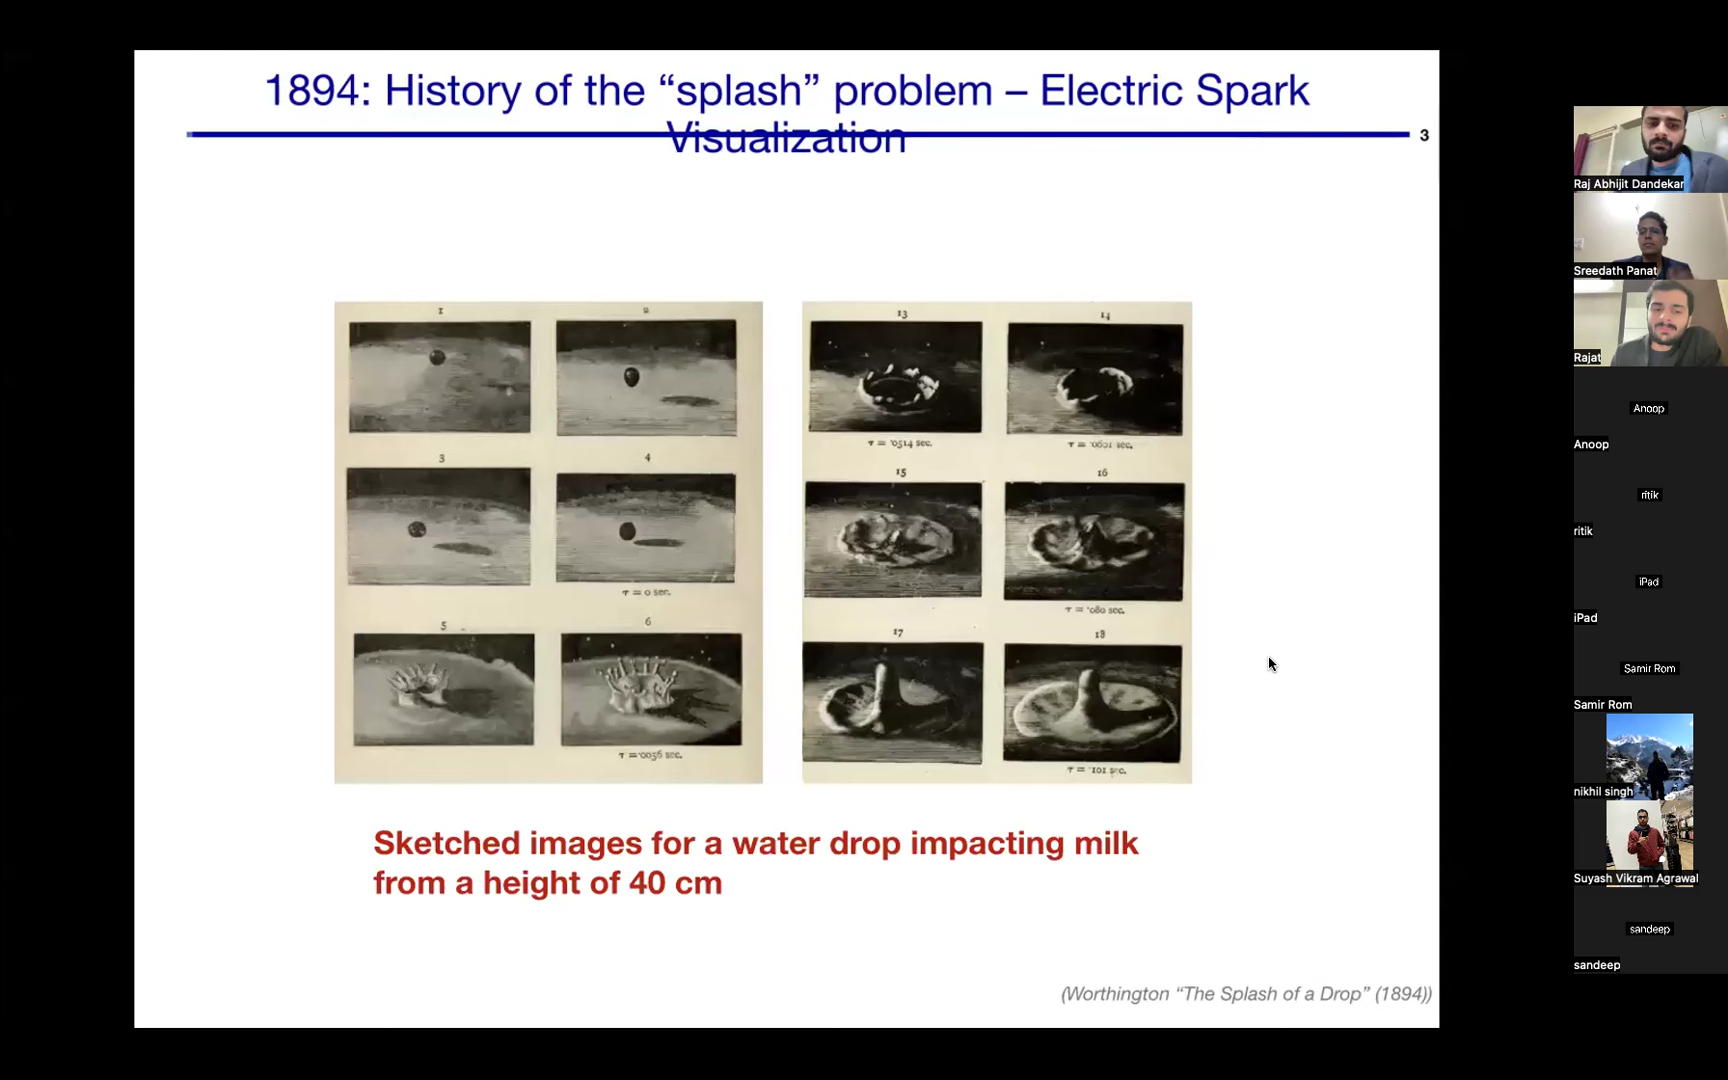 1894: History of the “splash” problem – Electric Spark
Visualization
3
1
2
3
4
τ = 0 sec.
5
6
τ = ·0056 sec.
13
14
τ = ·0514 sec.
τ = ·0601 sec.
15
16
τ = ·080 sec.
17
18
τ = ·101 sec.
Sketched images for a water drop impacting milk
from a height of 40 cm
(Worthington “The Splash of a Drop” (1894))
Raj Abhijit Dandekar
Sreedath Panat
Rajat
Anoop
Anoop
ritik
ritik
iPad
iPad
Samir Rom
Samir Rom
nikhil singh
Suyash Vikram Agrawal
sandeep
sandeep